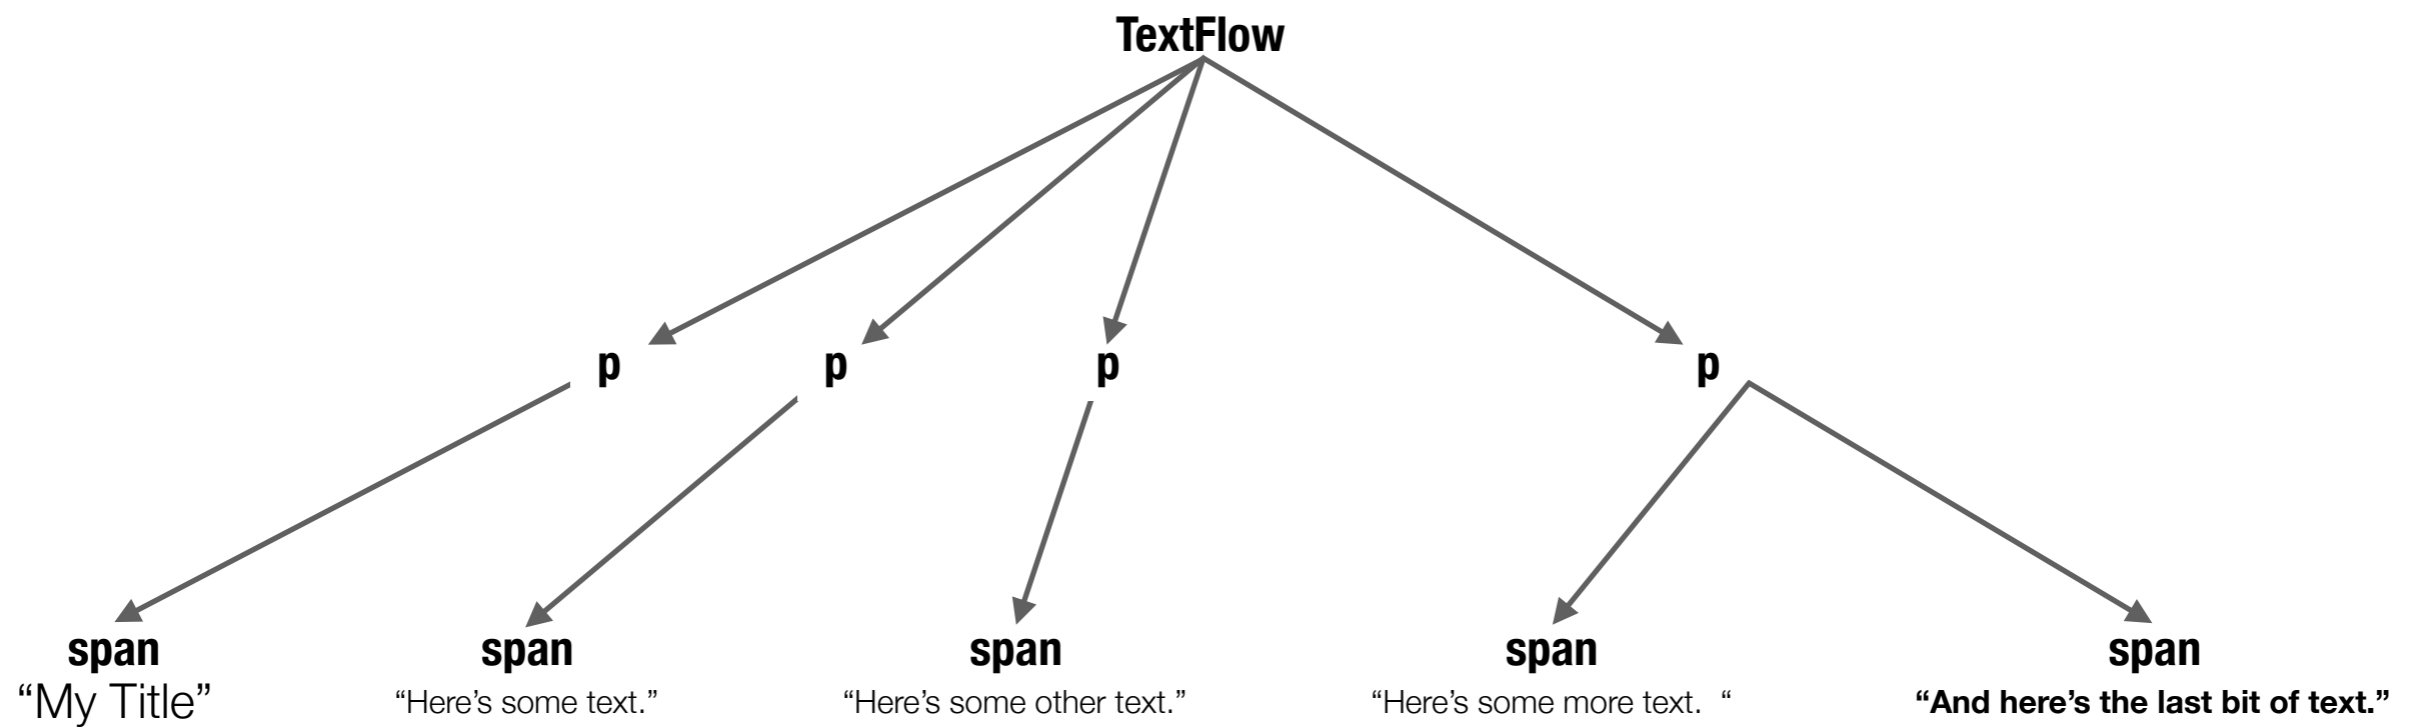 TextFlow
p p p p
span span span span span
“My Title” “Here’s some text.” “Here’s some other text.” “Here’s some more text. “ “And here’s the last bit of text.”